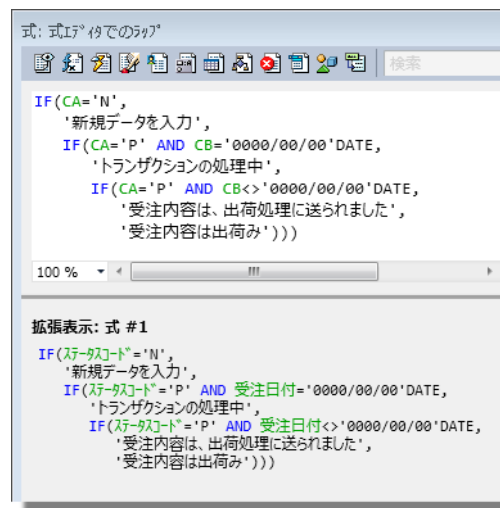 式: 式ｴﾃﾞｨﾀでのﾗｯﾌﾟ
検索
IF(CA='N',
'新規データを入力',
IF(CA='P' AND CB='0000/00/00'DATE,
'トランザクションの処理中',
IF(CA='P' AND CB<>'0000/00/00'DATE,
'受注内容は、出荷処理に送られました',
'受注内容は出荷み')))
100 %
拡張表示: 式 #1
IF(ｽﾃｰﾀｽｺｰﾄﾞ='N',
'新規データを入力',
IF(ｽﾃｰﾀｽｺｰﾄﾞ='P' AND 受注日付='0000/00/00'DATE,
'トランザクションの処理中',
IF(ｽﾃｰﾀｽｺｰﾄﾞ='P' AND 受注日付<>'0000/00/00'DATE,
'受注内容は、出荷処理に送られました',
'受注内容は出荷み')))